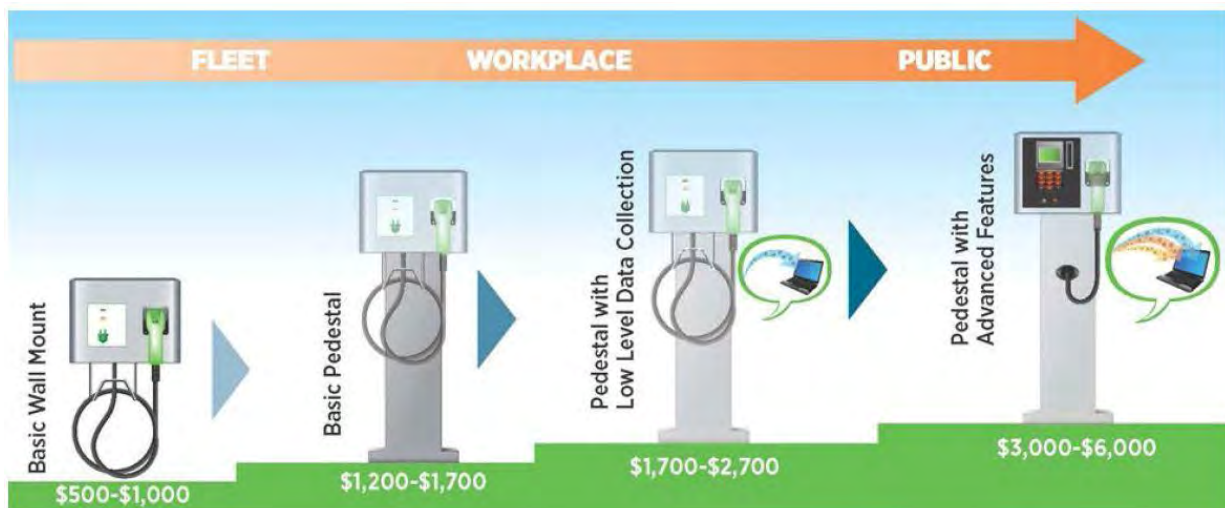 FLEET
WORKPLACE
PUBLIC
Basic Wall Mount
$500-$1,000
Basic Pedestal
$1,200-$1,700
Pedestal with
Low Level Data Collection
$1,700-$2,700
Pedestal with
Advanced Features
$3,000-$6,000